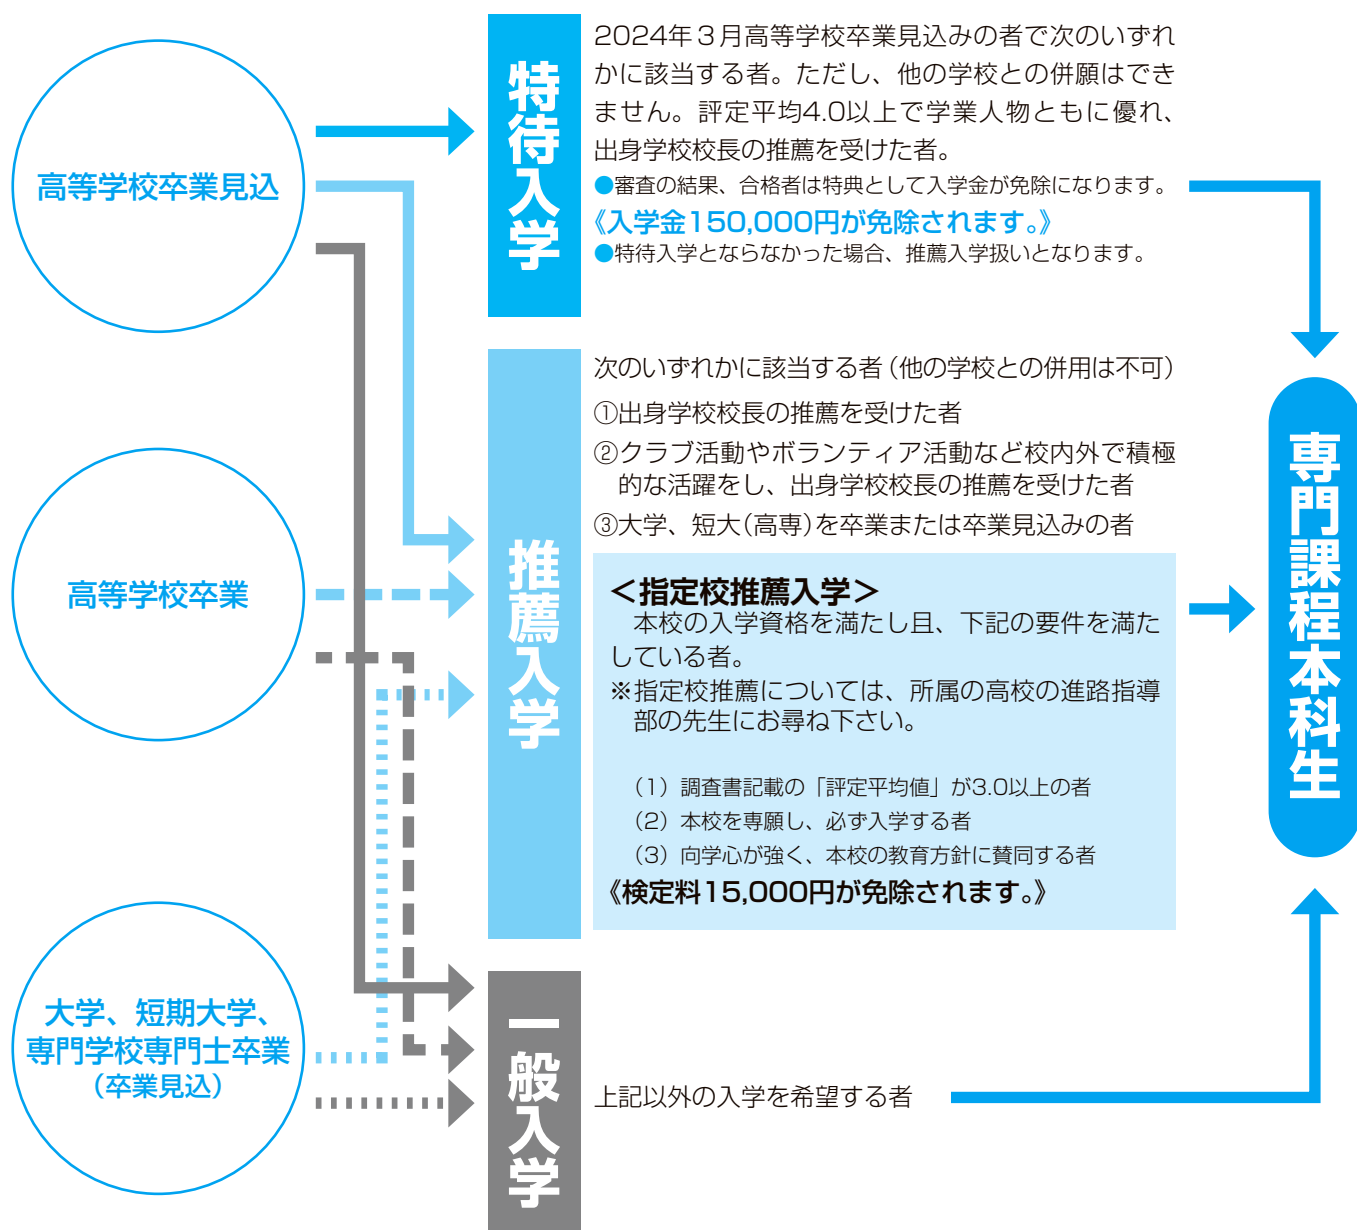 高等学校卒業見込
高等学校卒業
大学、短期大学、
専門学校専門士卒業
（卒業見込）
特待入学
2024年3月高等学校卒業見込みの者で次のいずれ
かに該当する者。ただし、他の学校との併願はでき
ません。評定平均4.0以上で学業人物ともに優れ、
出身学校校長の推薦を受けた者。
●審査の結果、合格者は特典として入学金が免除になります。
《入学金150,000円が免除されます。》
●特待入学とならなかった場合、推薦入学扱いとなります。
推薦入学
次のいずれかに該当する者（他の学校との併用は不可）
①出身学校校長の推薦を受けた者
②クラブ活動やボランティア活動など校内外で積極
的な活躍をし、出身学校校長の推薦を受けた者
③大学、短大（高専）を卒業または卒業見込みの者
＜指定校推薦入学＞
本校の入学資格を満たし且、下記の要件を満た
している者。
※指定校推薦については、所属の高校の進路指導
部の先生にお尋ね下さい。
（1）調査書記載の「評定平均値」が3.0以上の者
（2）本校を専願し、必ず入学する者
（3）向学心が強く、本校の教育方針に賛同する者
《検定料15,000円が免除されます。》
一般入学
上記以外の入学を希望する者
専門課程本科生